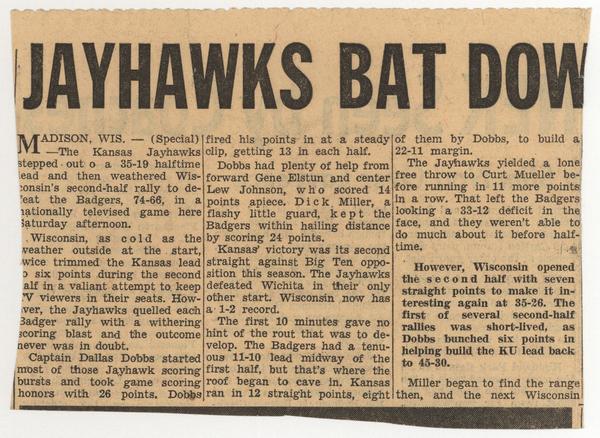 JAYHAWKS BAT DOW
MADISON, WIS. — (Special)
—The Kansas Jayhawks
stepped out o a 35-19 halftime
lead and then weathered Wis-
consin's second-half rally to de-
feat the Badgers, 74-66, in a
nationally televised game here
Saturday afternoon.
Wisconsin, as cold as the
weather outside at the start,
twice trimmed the Kansas lead
to six points during the second
half in a valiant attempt to keep
TV viewers in their seats. How-
ever, the Jayhawks quelled each
Badger rally with a withering
scoring blast and the outcome
never was in doubt.
Captain Dallas Dobbs started
most of those Jayhawk scoring
bursts and took game scoring
honors with 26 points. Dobbs
fired his points in at a steady
clip, getting 13 in each half.
Dobbs had plenty of help from
forward Gene Elstun and center
Lew Johnson, who scored 14
points apiece. Dick Miller, a
flashy little guard, kept the
Badgers within hailing distance
by scoring 24 points.
Kansas' victory was its second
straight against Big Ten oppo-
sition this season. The Jayhawks
defeated Wichita in their only
other start. Wisconsin now has
a 1-2 record.
The first 10 minutes gave no
hint of the rout that was to de-
velop. The Badgers had a tenu-
ous 11-10 lead midway of the
first half, but that's where the
roof began to cave in. Kansas
ran in 12 straight points, eight
of them by Dobbs, to build a
22-11 margin.
The Jayhawks yielded a lone
free throw to Curt Mueller be-
fore running in 11 more points
in a row. That left the Badgers
looking a 33-12 deficit in the
face, and they weren't able to
do much about it before half-
time.
However, Wisconsin opened
the second half with seven
straight points to make it in-
teresting again at 35-26. The
first of several second-half
rallies was short-lived, as
Dobbs bunched six points in
helping build the KU lead back
to 45-30.
Miller began to find the range
then, and the next Wisconsin